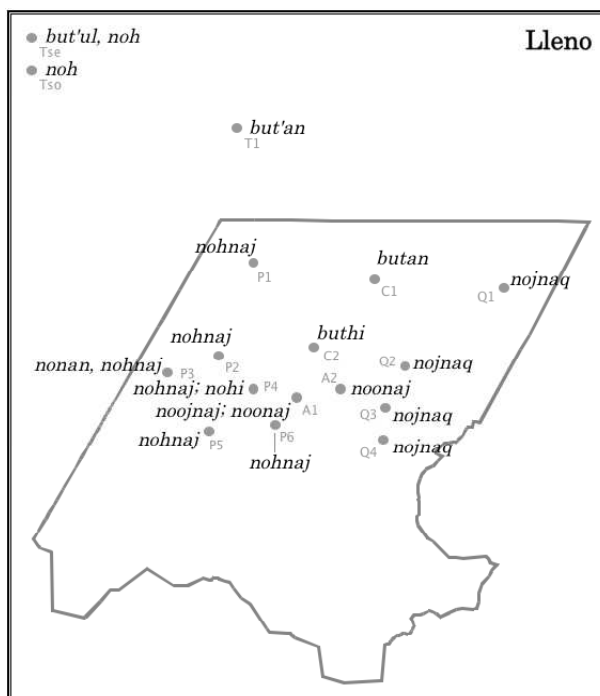 but'ul, noh
Tse
Lleno
noh
Tso
but'an
T1
nohnaj
P1
butan
C1
nojnaq
Q1
nohnaj
P2
buthi
C2
nonan, nohnaj
P3
Q2
nojnaq
nohnaj; nohi
P4
A2
noonaj
noojnaj; noonaj
A1
Q3
nojnaq
nohnaj
P5
P6
nohnaj
Q4
nojnaq